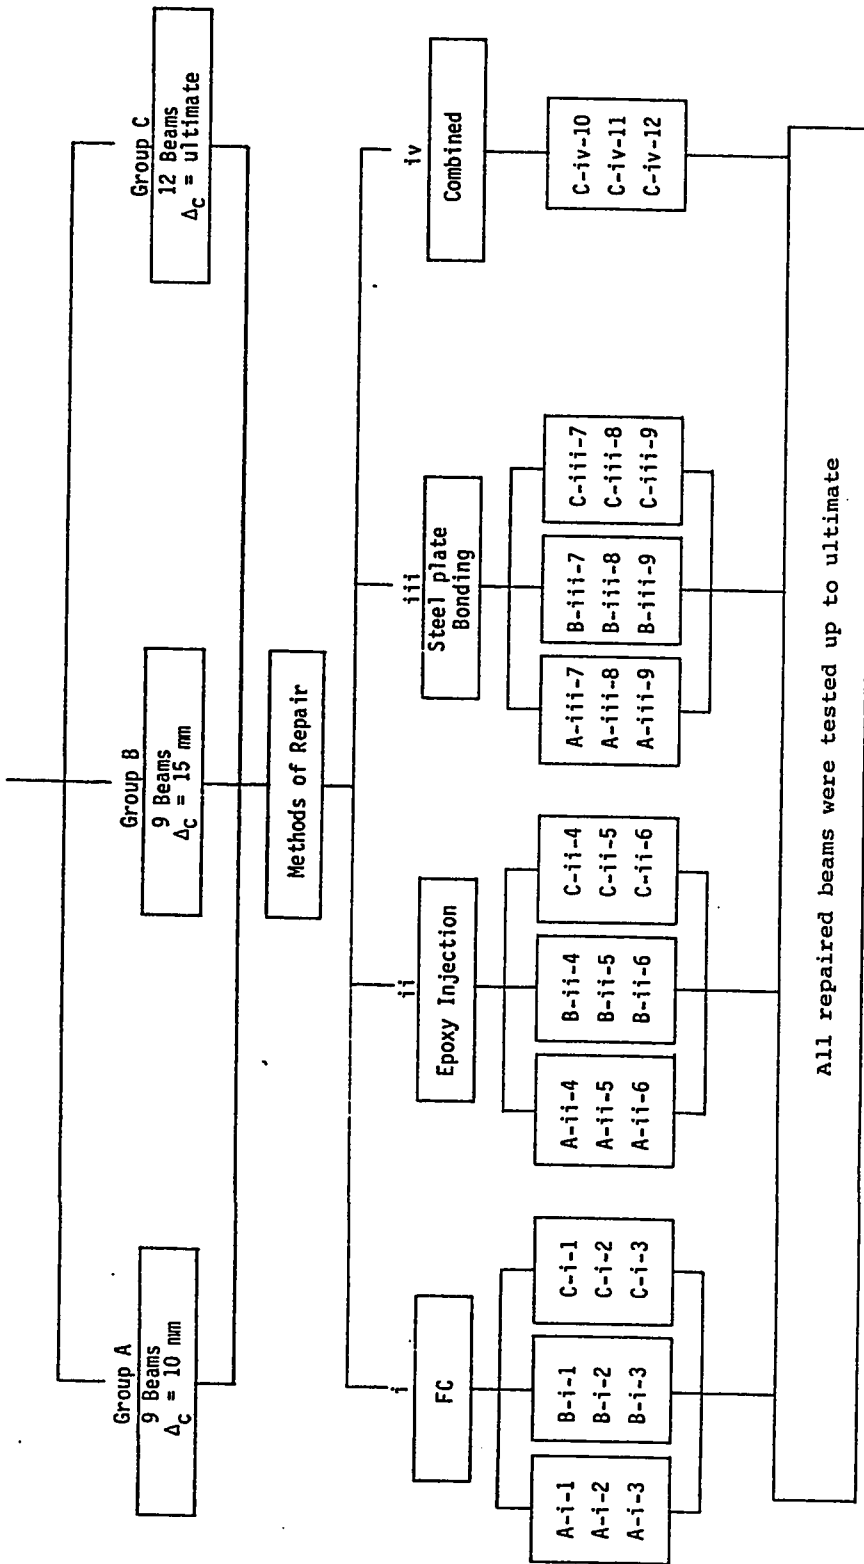 Group A
9 Beams
Δc = 10 mm
Group B
9 Beams
Δc = 15 mm
Group C
12 Beams
Δc = ultimate
Methods of Repair
i
FC
ii
Epoxy Injection
iii
Steel plate
Bonding
iv
Combined
A-i-1
A-i-2
A-i-3
B-i-1
B-i-2
B-i-3
C-i-1
C-i-2
C-i-3
A-ii-4
A-ii-5
A-ii-6
B-ii-4
B-ii-5
B-ii-6
C-ii-4
C-ii-5
C-ii-6
A-iii-7
A-iii-8
A-iii-9
B-iii-7
B-iii-8
B-iii-9
C-iii-7
C-iii-8
C-iii-9
C-iv-10
C-iv-11
C-iv-12
All repaired beams were tested up to ultimate